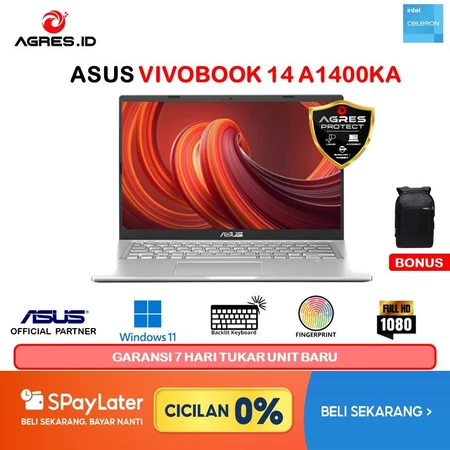 AGRES.ID
intel
CELERON
ASUS VIVOBOOK 14 A1400KA
AGRES
PROTECT
ASUS
BONUS
ASUS
OFFICIAL PARTNER
Windows 11
Backlit Keyboard
FINGERPRINT
FULL HD
1080
GARANSI 7 HARI TUKAR UNIT BARU
SPayLater
BELI SEKARANG, BAYAR NANTI
CICILAN 0%
BELI SEKARANG >